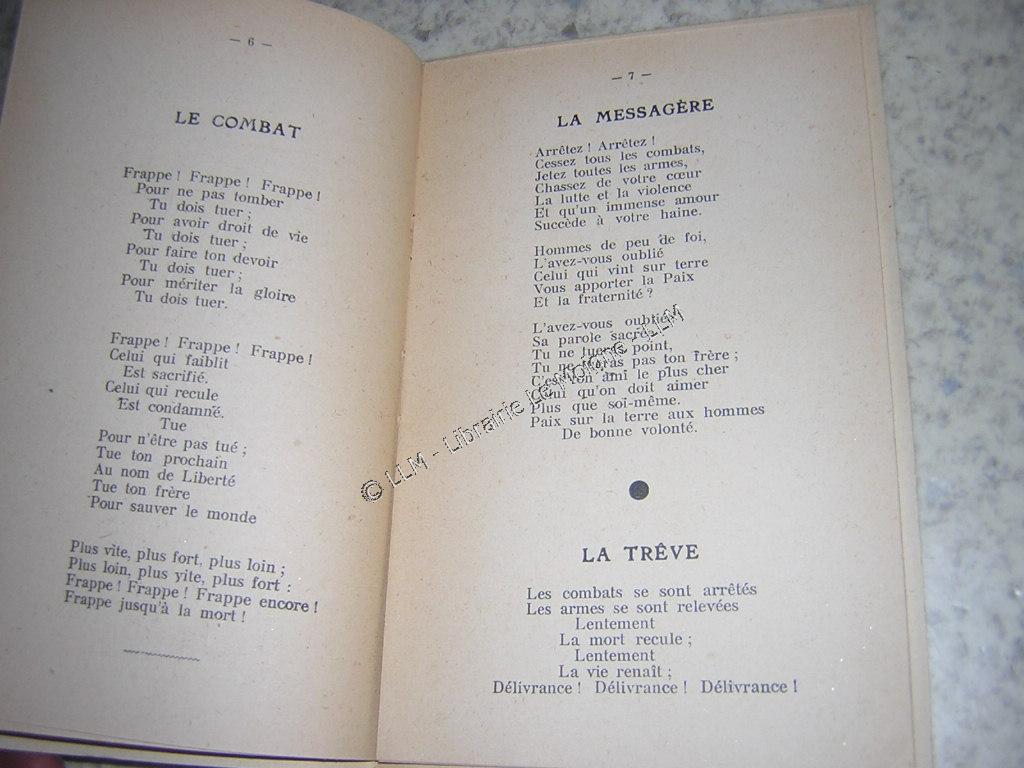 — 6 —
LE COMBAT
Frappe ! Frappe ! Frappe !
Pour ne pas tomber
Tu dois tuer ;
Pour avoir droit de vie
Tu dois tuer ;
Pour faire ton devoir
Tu dois tuer ;
Pour mériter la gloire
Tu dois tuer.
Frappe ! Frappe ! Frappe !
Celui qui faiblit
Est sacrifié.
Celui qui recule
Est condamné.
Tue
Pour n'être pas tué ;
Tue ton prochain
Au nom de Liberté
Tue ton frère
Pour sauver le monde
Plus vite, plus fort, plus loin ;
Plus loin, plus vite, plus fort :
Frappe ! Frappe ! Frappe encore !
Frappe jusqu'à la mort !
— 7 —
LA MESSAGÈRE
Arrêtez ! Arrêtez !
Cessez tous les combats,
Jetez toutes les armes,
Chassez de votre cœur
La lutte et la violence
Et qu'un immense amour
Succède à votre haine.
Hommes de peu de foi,
L'avez-vous oublié
Celui qui vint sur terre
Vous apporter la Paix
Et la fraternité ?
L'avez-vous oubliée
Sa parole sacrée
Tu ne tueras point,
Tu ne tueras pas ton frère ;
C'est ton ami le plus cher
Celui qu'on doit aimer
Plus que soi-même.
Paix sur la terre aux hommes
De bonne volonté.
LA TRÊVE
Les combats se sont arrêtés
Les armes se sont relevées
Lentement
La mort recule ;
Lentement
La vie renaît ;
Délivrance ! Délivrance ! Délivrance !
© LLM - Librairie Le - LLM